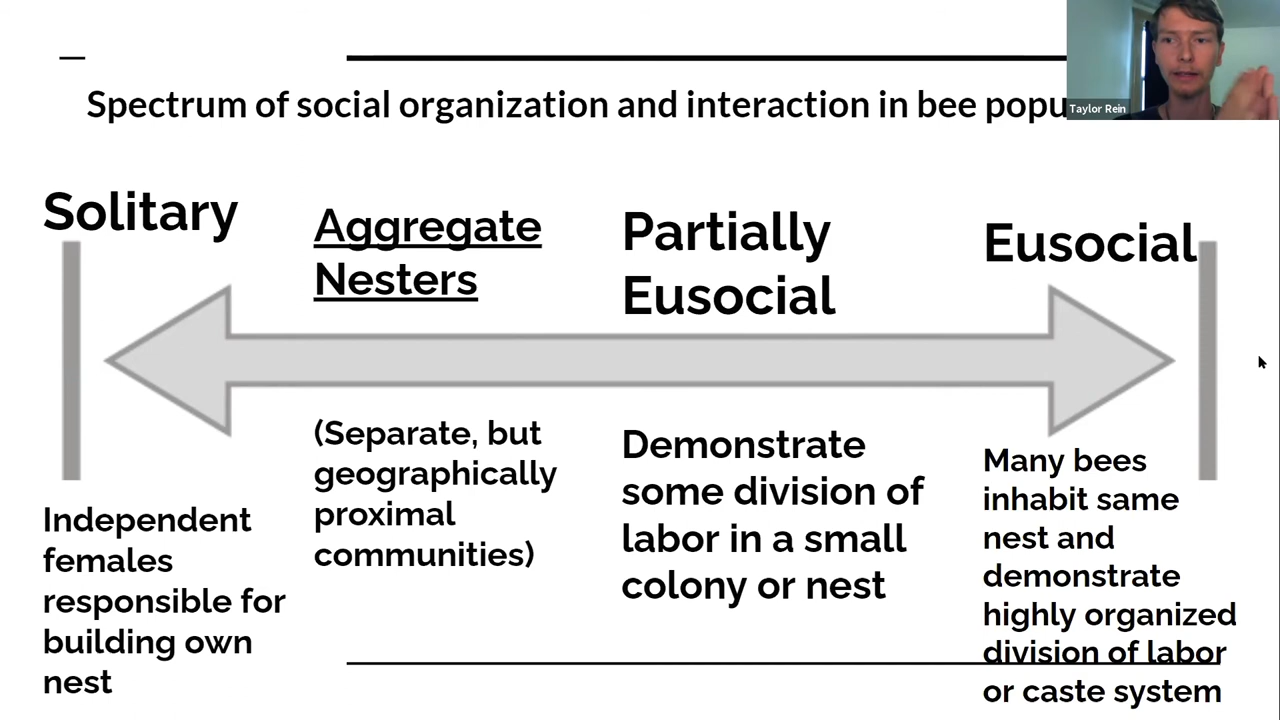 Spectrum of social organization and interaction in bee
Taylor Rein
Solitary
Aggregate
Nesters
Partially
Eusocial
Eusocial
Independent
females
responsible for
building own
nest
(Separate, but
geographically
proximal
communities)
Demonstrate
some division of
labor in a small
colony or nest
Many bees
inhabit same
nest and
demonstrate
highly organized
division of labor
or caste system